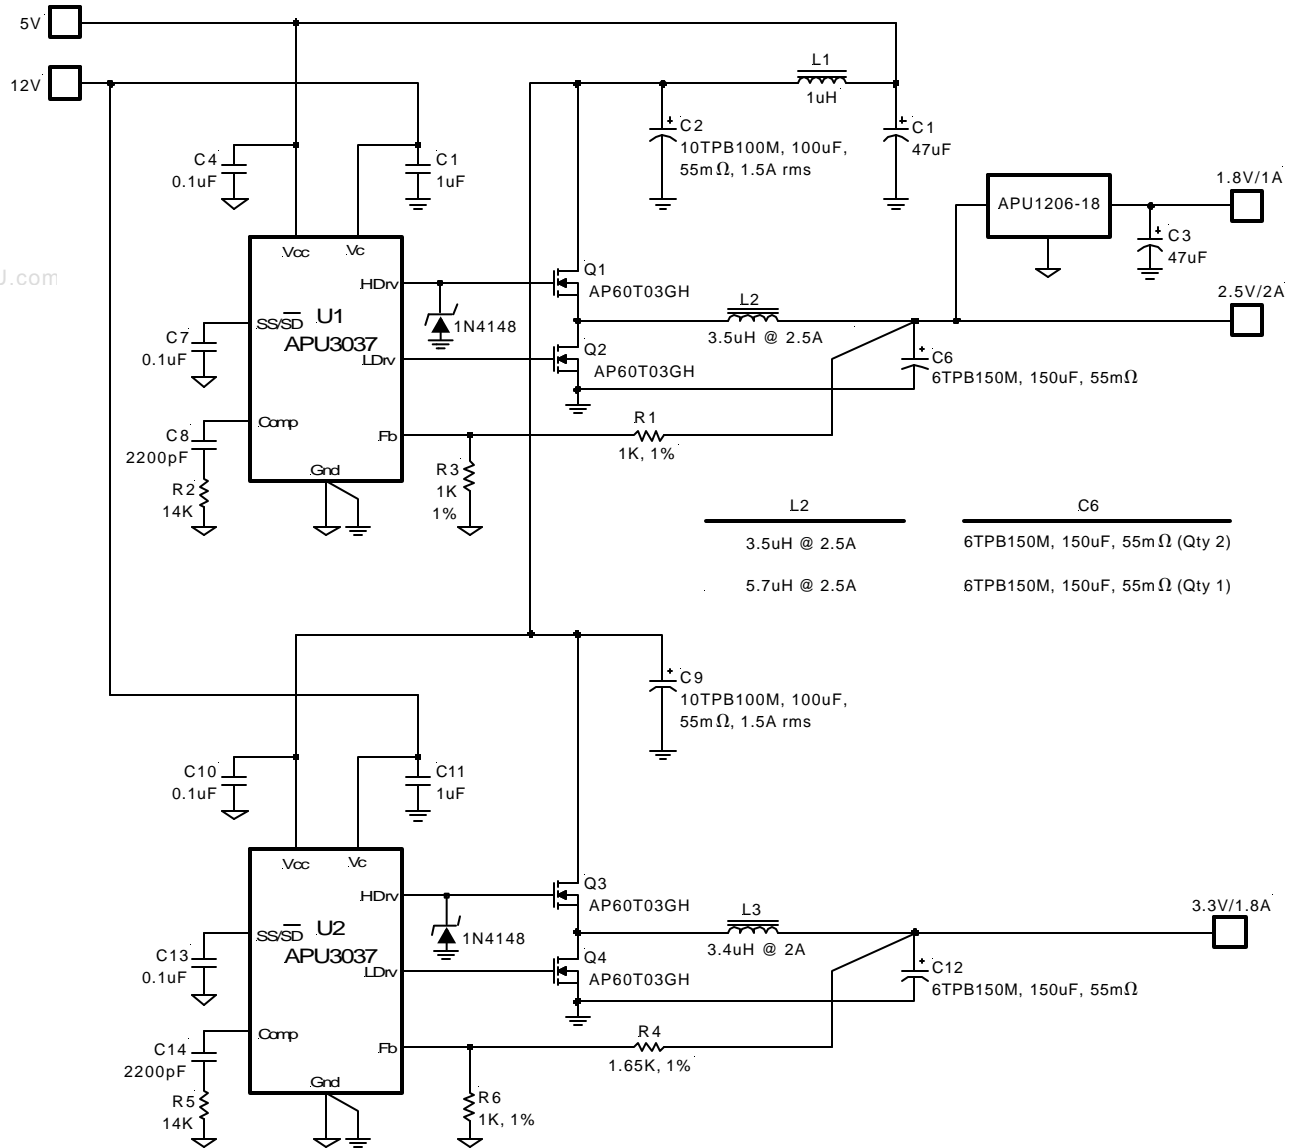 5V
12V
L1
1uH
C2
10TPB100M, 100uF,
55mΩ, 1.5A rms
C1
47uF
C4
0.1uF
C1
1uF
APU1206-18
1.8V/1A
C3
47uF
U.com
Vcc
Vc
HDrv
SS/SD
U1
APU3037
LDrv
Comp
Fb
Gnd
1N4148
Q1
AP60T03GH
Q2
AP60T03GH
L2
3.5uH @ 2.5A
2.5V/2A
C6
6TPB150M, 150uF, 55mΩ
C7
0.1uF
C8
2200pF
R2
14K
R3
1K
1%
R1
1K, 1%
L2
C6
3.5uH @ 2.5A
6TPB150M, 150uF, 55mΩ (Qty 2)
5.7uH @ 2.5A
6TPB150M, 150uF, 55mΩ (Qty 1)
C9
10TPB100M, 100uF,
55mΩ, 1.5A rms
C10
0.1uF
C11
1uF
Vcc
Vc
HDrv
SS/SD
U2
APU3037
LDrv
Comp
Fb
Gnd
1N4148
Q3
AP60T03GH
Q4
AP60T03GH
L3
3.4uH @ 2A
3.3V/1.8A
C12
6TPB150M, 150uF, 55mΩ
C13
0.1uF
C14
2200pF
R5
14K
R4
1.65K, 1%
R6
1K, 1%